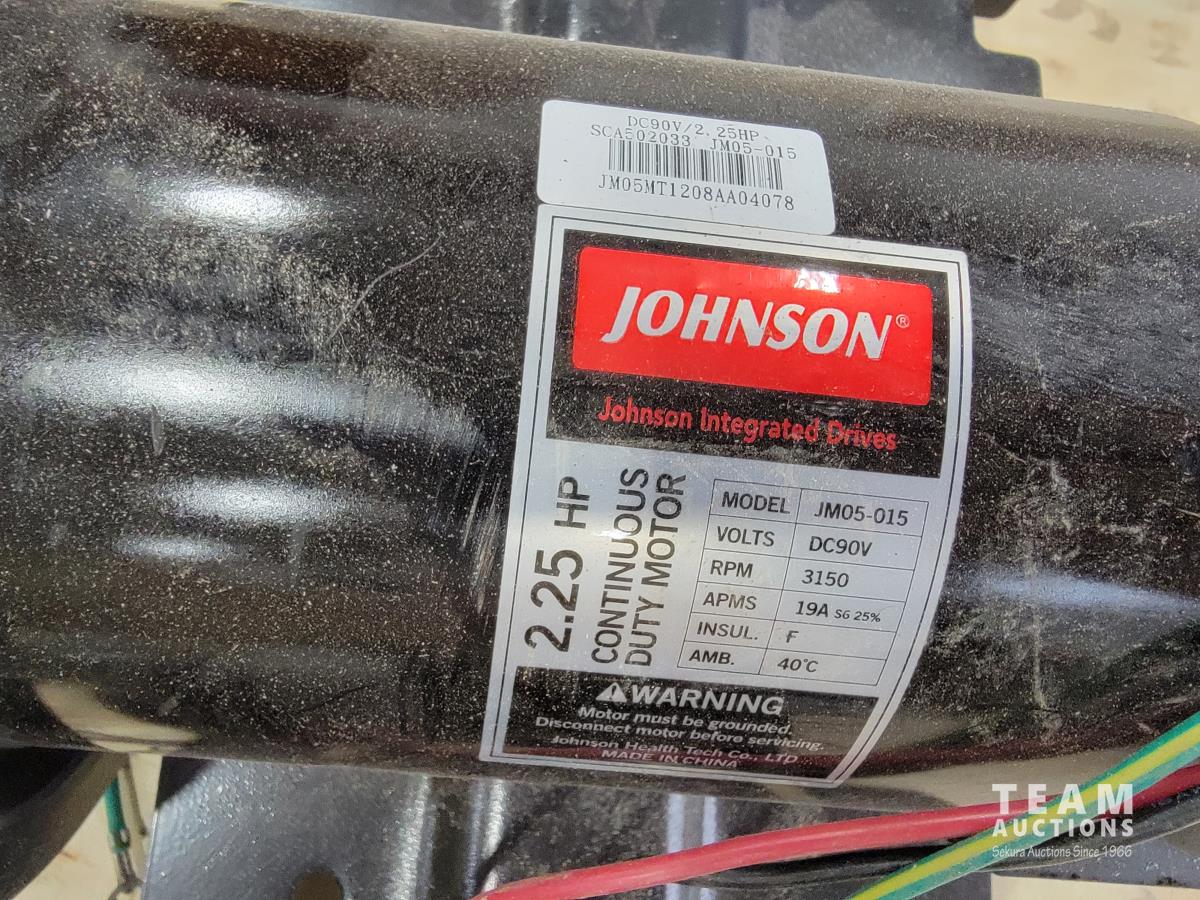 DC90V/2.25HP
SCA502033 JM05-015
JM05MT1208AA04078
JOHNSON®
Johnson Integrated Drives
2.25 HP
CONTINUOUS
DUTY MOTOR
MODEL JM05-015
VOLTS DC90V
RPM 3150
APMS 19A S6 25%
INSUL. F
AMB. 40°C
WARNING
Motor must be grounded.
Disconnect motor before servicing.
Johnson Health Tech Co., LTD
MADE IN CHINA
TEAM
AUCTIONS
Sekura Auctions Since 1966